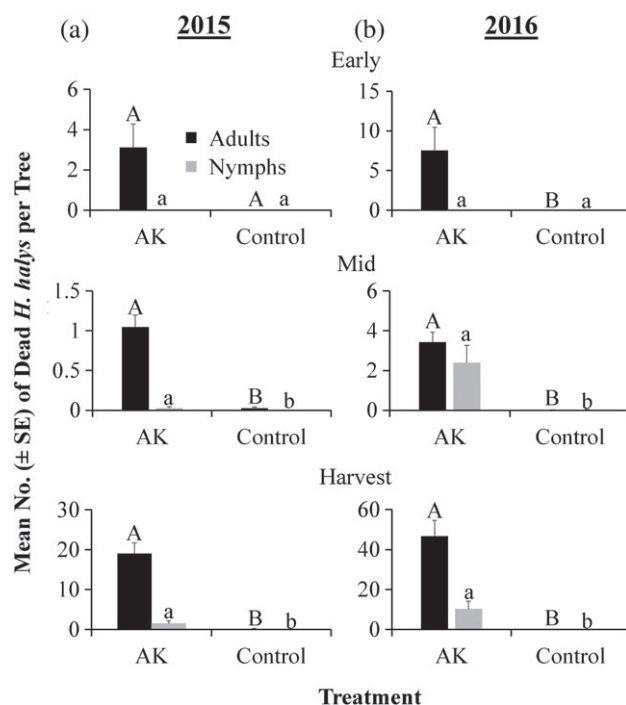 (a) 2015 (b) 2016
Early
Mean No. (± SE) of Dead H. halys per Tree
6
4
2
0
A
a
A a
AK Control
Adults
Nymphs
15
10
5
0
A
a
B a
AK Control
Mid
1.5
1
0.5
0
A
a
B b
AK Control
6
4
2
0
A
a
B b
AK Control
Harvest
30
20
10
0
A
a
B b
AK Control
60
40
20
0
A
a
B b
AK Control
Treatment